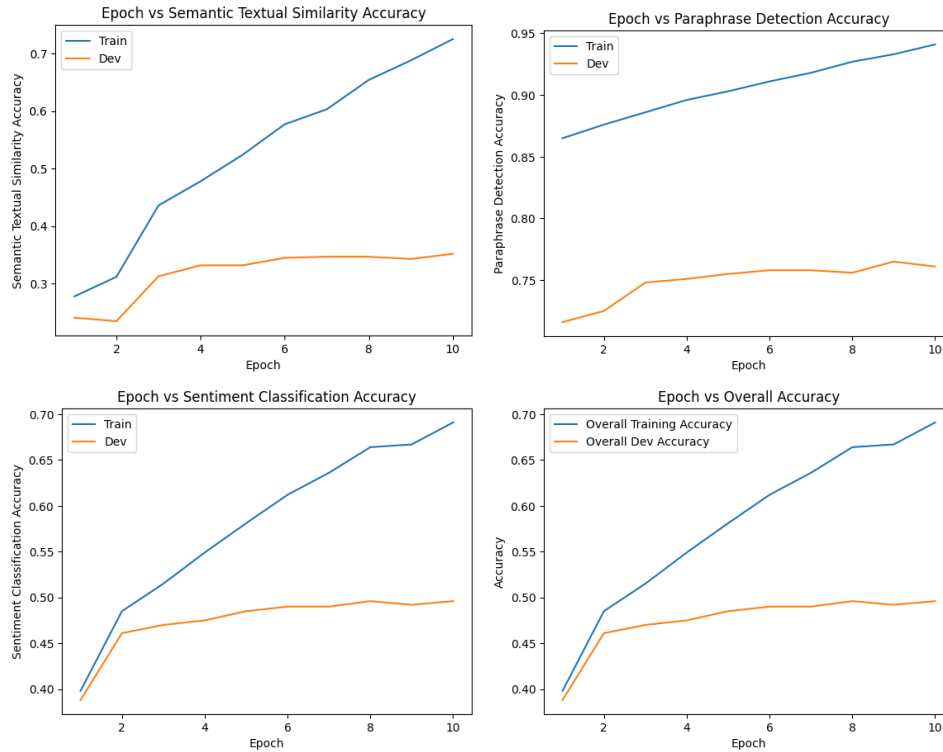 Epoch vs Semantic Textual Similarity Accuracy
Train
Dev
Semantic Textual Similarity Accuracy
0.7
0.6
0.5
0.4
0.3
2 4 6 8 10
Epoch
Epoch vs Paraphrase Detection Accuracy
Train
Dev
Paraphrase Detection Accuracy
0.95
0.90
0.85
0.80
0.75
2 4 6 8 10
Epoch
Epoch vs Sentiment Classification Accuracy
Train
Dev
Sentiment Classification Accuracy
0.70
0.65
0.60
0.55
0.50
0.45
0.40
2 4 6 8 10
Epoch
Epoch vs Overall Accuracy
Overall Training Accuracy
Overall Dev Accuracy
Accuracy
0.70
0.65
0.60
0.55
0.50
0.45
0.40
2 4 6 8 10
Epoch